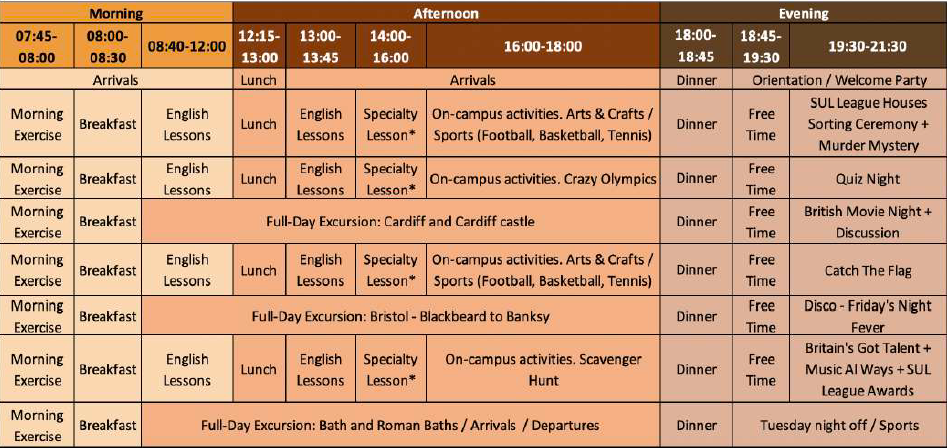 Morning Afternoon Evening
07:45-08:00 08:00-08:30 08:40-12:00 12:15-13:00 13:00-13:45 14:00-16:00 16:00-18:00 18:00-18:45 18:45-19:30 19:30-21:30
Arrivals Lunch Arrivals Dinner Orientation / Welcome Party
Morning Exercise Breakfast English Lessons Lunch English Lessons Specialty Lesson* On-campus activities. Arts & Crafts / Sports (Football, Basketball, Tennis) Dinner Free Time SUL League Houses Sorting Ceremony + Murder Mystery
Morning Exercise Breakfast English Lessons Lunch English Lessons Specialty Lesson* On-campus activities. Crazy Olympics Dinner Free Time Quiz Night
Morning Exercise Breakfast Full-Day Excursion: Cardiff and Cardiff castle Dinner Free Time British Movie Night + Discussion
Morning Exercise Breakfast English Lessons Lunch English Lessons Specialty Lesson* On-campus activities. Arts & Crafts / Sports (Football, Basketball, Tennis) Dinner Free Time Catch The Flag
Morning Exercise Breakfast Full-Day Excursion: Bristol - Blackbeard to Banksy Dinner Free Time Disco - Friday's Night Fever
Morning Exercise Breakfast English Lessons Lunch English Lessons Specialty Lesson* On-campus activities. Scavenger Hunt Dinner Free Time Britain's Got Talent + Music Al Ways + SUL League Awards
Morning Exercise Breakfast Full-Day Excursion: Bath and Roman Baths / Arrivals / Departures Dinner Tuesday night off / Sports